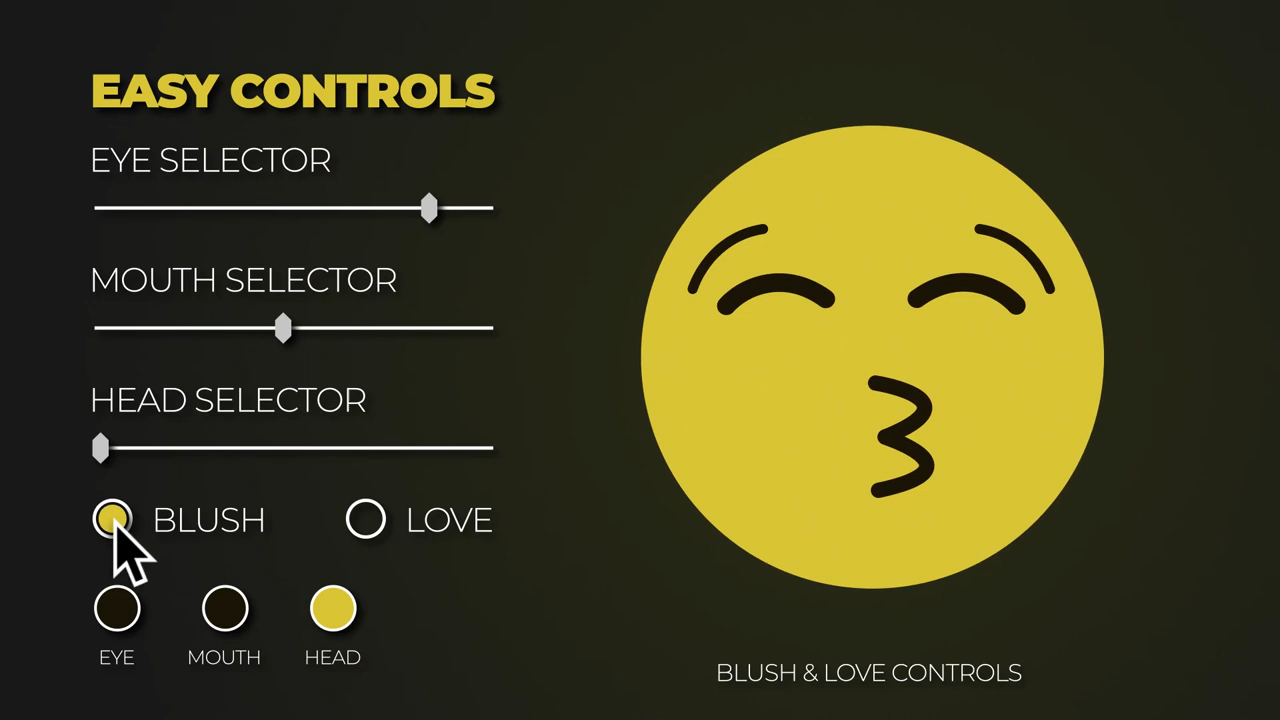 EASY CONTROLS
EYE SELECTOR
MOUTH SELECTOR
HEAD SELECTOR
BLUSH
LOVE
EYE
MOUTH
HEAD
BLUSH & LOVE CONTROLS